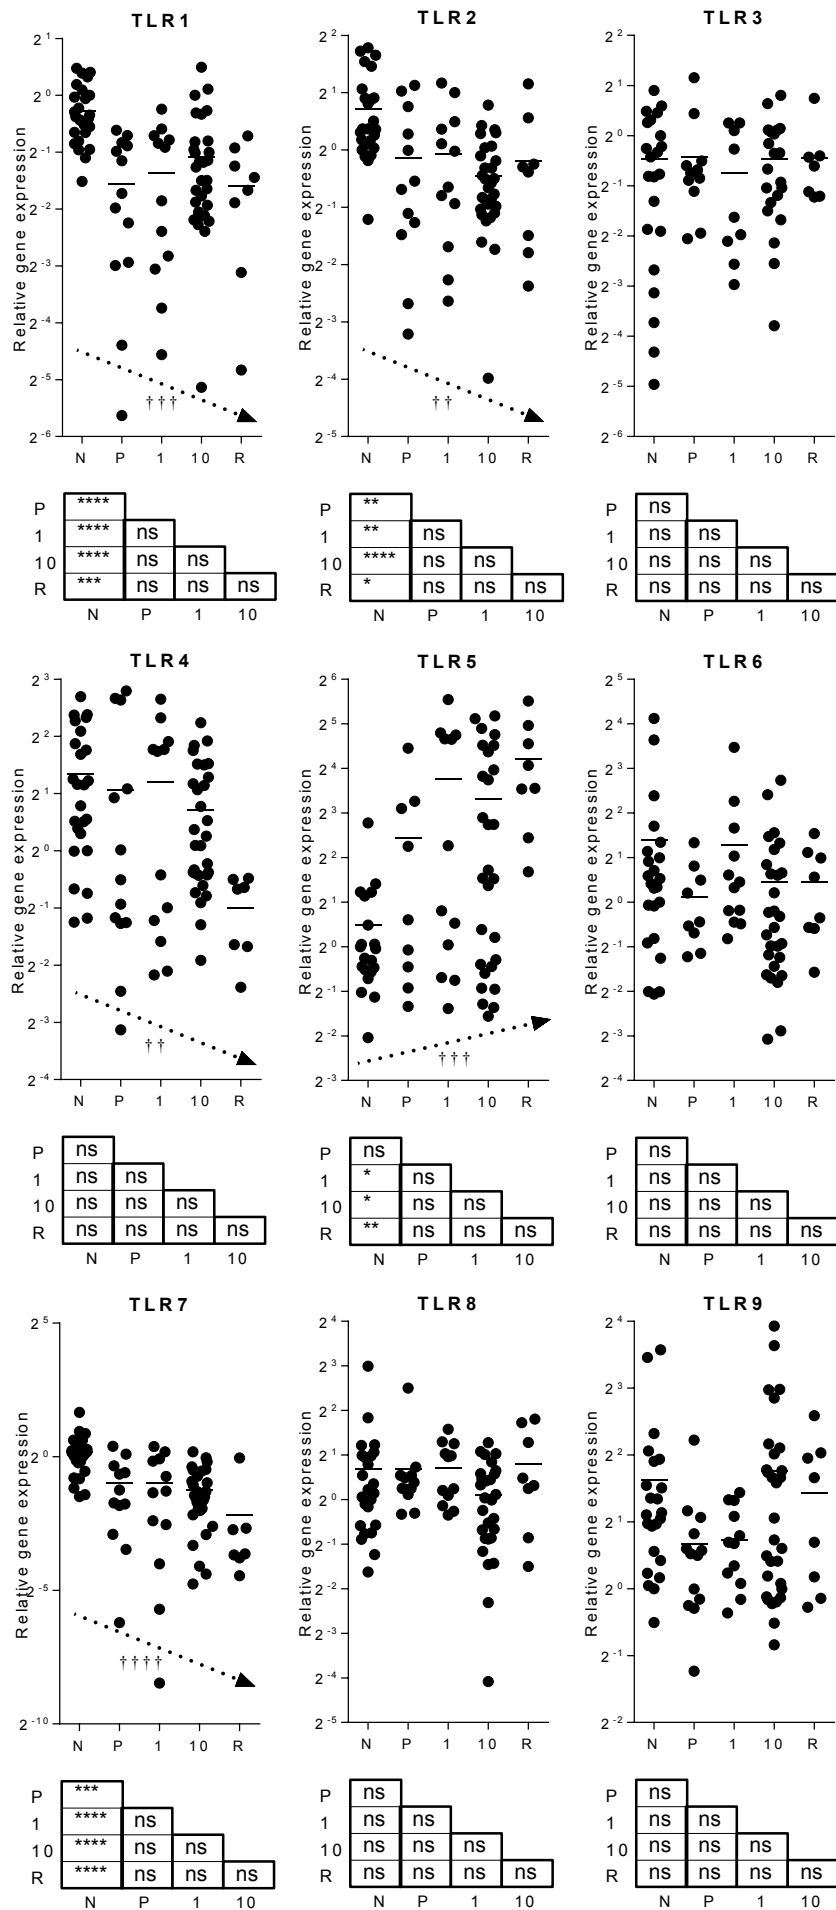 TLR1
Relative gene expression
2^1
2^0
2^-1
2^-2
2^-3
2^-4
2^-5
2^-6
†††
N P 1 10 R
P ****
1 **** ns
10 **** ns ns
R *** ns ns ns
N P 1 10
TLR2
Relative gene expression
2^2
2^1
2^0
2^-1
2^-2
2^-3
2^-4
2^-5
††
N P 1 10 R
P **
1 ** ns
10 **** ns ns
R * ns ns ns
N P 1 10
TLR3
Relative gene expression
2^2
2^1
2^0
2^-1
2^-2
2^-3
2^-4
2^-5
2^-6
N P 1 10 R
P ns
1 ns ns
10 ns ns ns
R ns ns ns ns
N P 1 10
TLR4
Relative gene expression
2^3
2^2
2^1
2^0
2^-1
2^-2
2^-3
2^-4
††
N P 1 10 R
P ns
1 ns ns
10 ns ns ns
R ns ns ns ns
N P 1 10
TLR5
Relative gene expression
2^6
2^5
2^4
2^3
2^2
2^1
2^0
2^-1
2^-2
2^-3
†††
N P 1 10 R
P ns
1 * ns
10 * ns ns
R ** ns ns ns
N P 1 10
TLR6
Relative gene expression
2^5
2^4
2^3
2^2
2^1
2^0
2^-1
2^-2
2^-3
2^-4
N P 1 10 R
P ns
1 ns ns
10 ns ns ns
R ns ns ns ns
N P 1 10
TLR7
Relative gene expression
2^5
2^0
2^-5
2^-10
††††
N P 1 10 R
P ***
1 **** ns
10 **** ns ns
R **** ns ns ns
N P 1 10
TLR8
Relative gene expression
2^4
2^3
2^2
2^1
2^0
2^-1
2^-2
2^-3
2^-4
2^-5
N P 1 10 R
P ns
1 ns ns
10 ns ns ns
R ns ns ns ns
N P 1 10
TLR9
Relative gene expression
2^4
2^3
2^2
2^1
2^0
2^-1
2^-2
N P 1 10 R
P ns
1 ns ns
10 ns ns ns
R ns ns ns ns
N P 1 10